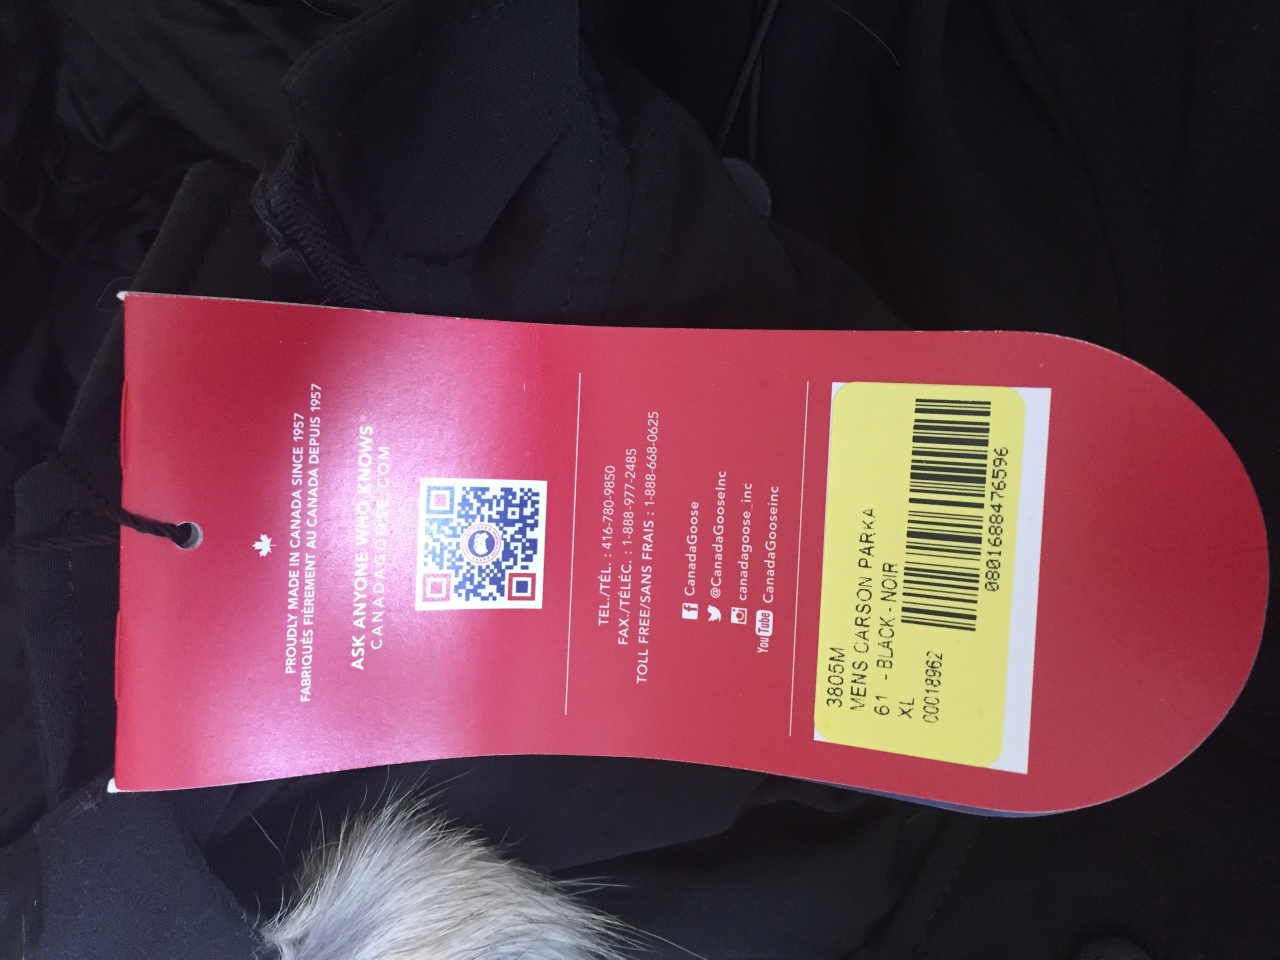 PROUDLY MADE IN CANADA SINCE 1957
FABRIQUÉS FIÈREMENT AU CANADA DEPUIS 1957
ASK ANYONE WHO KNOWS®
CANADAGOOSE.COM
TEL./TÉL. : 416-780-9850
FAX./TÉLÉC. : 1-888-977-2485
TOLL FREE/SANS FRAIS : 1-888-668-0625
CanadaGoose
@CanadaGooseInc
canadagoose_inc
YouTube CanadaGooseinc
3805M
MENS CARSON PARKA
61 - BLACK - NOIR
XL
00018962
0801688476596